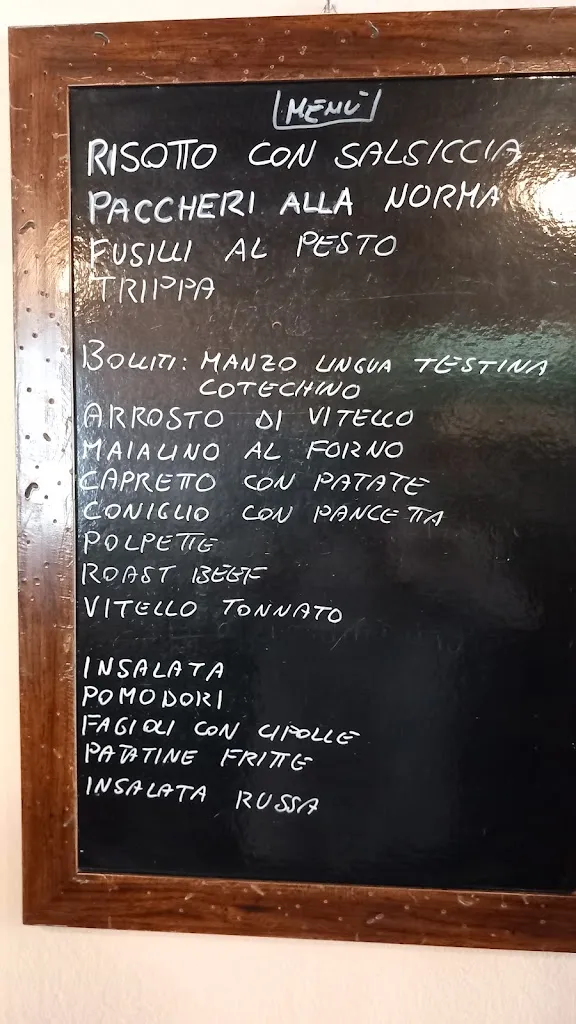 MENÙ
RISOTTO CON SALSICCIA
PACCHERI ALLA NORMA
FUSILLI AL PESTO
TRIPPA
BOLLITI: MANZO LINGUA TESTINA
COTECHINO
ARROSTO DI VITELLO
MAIALINO AL FORNO
CAPRETTO CON PATATE
CONIGLIO CON PANCETTA
POLPETTE
ROAST BEEF
VITELLO TONNATO
INSALATA
POMODORI
FAGIOLI CON CIPOLLE
PATATINE FRITTE
INSALATA RUSSA